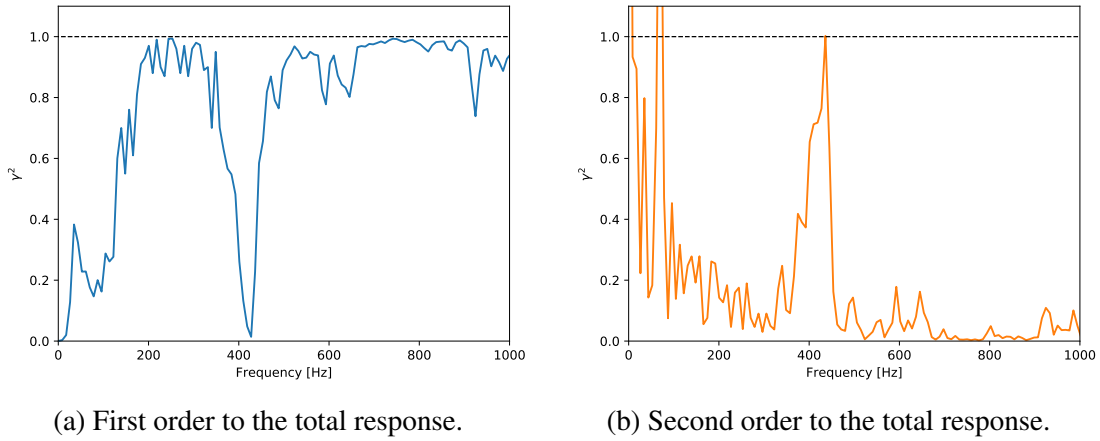 1.0
0.8
0.6
0.4
0.2
0.0
γ²
0 200 400 600 800 1000
Frequency [Hz]
(a) First order to the total response.
1.0
0.8
0.6
0.4
0.2
0.0
γ²
0 200 400 600 800 1000
Frequency [Hz]
(b) Second order to the total response.